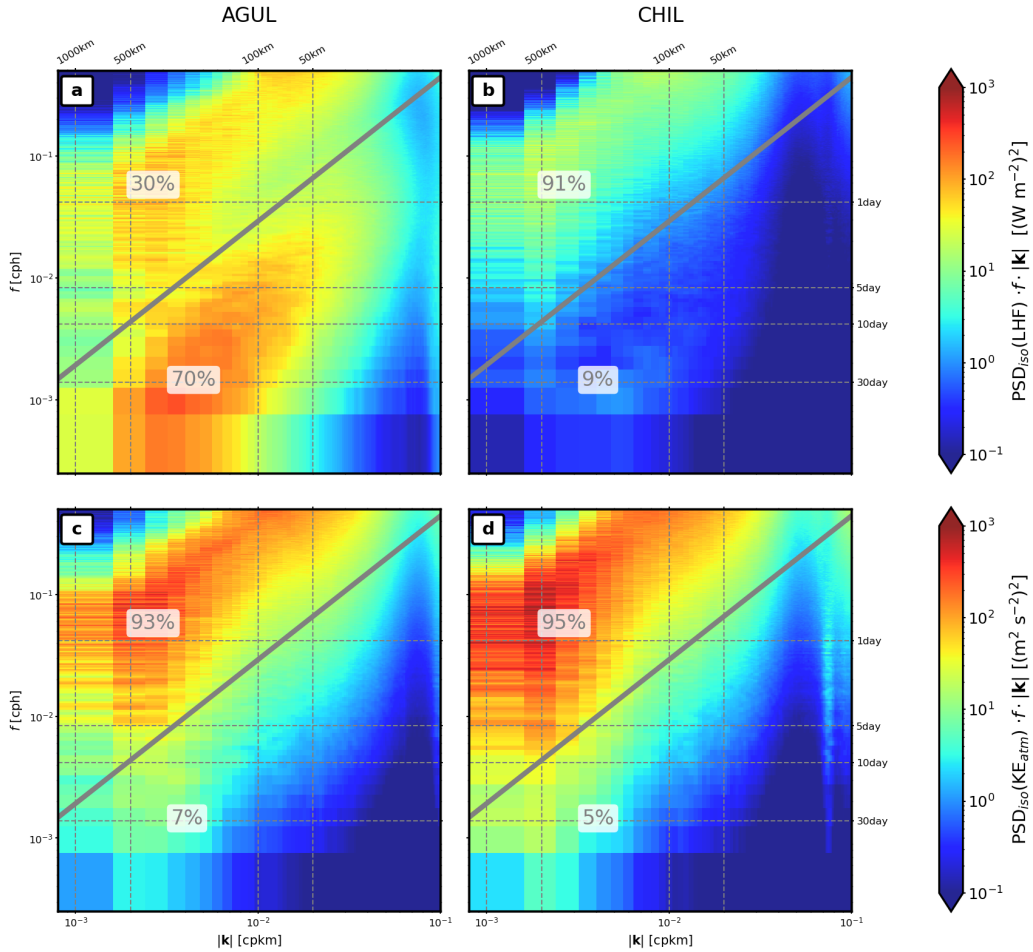 AGUL
CHIL
1000km 500km 100km 50km
1000km 500km 100km 50km
a
b
30%
91%
70%
9%
10⁻¹
10⁻²
10⁻³
f [cph]
1day
5day
10day
30day
10³
10²
10¹
10⁰
10⁻¹
PSD_iso(LHF) · f · |k| [(W m⁻²)²]
c
d
93%
95%
7%
5%
10⁻¹
10⁻²
10⁻³
f [cph]
1day
5day
10day
30day
10³
10²
10¹
10⁰
10⁻¹
PSD_iso(KE_atm) · f · |k| [(m² s⁻²)²]
10⁻³ 10⁻² 10⁻¹
10⁻³ 10⁻² 10⁻¹
|k| [cpkm]
|k| [cpkm]